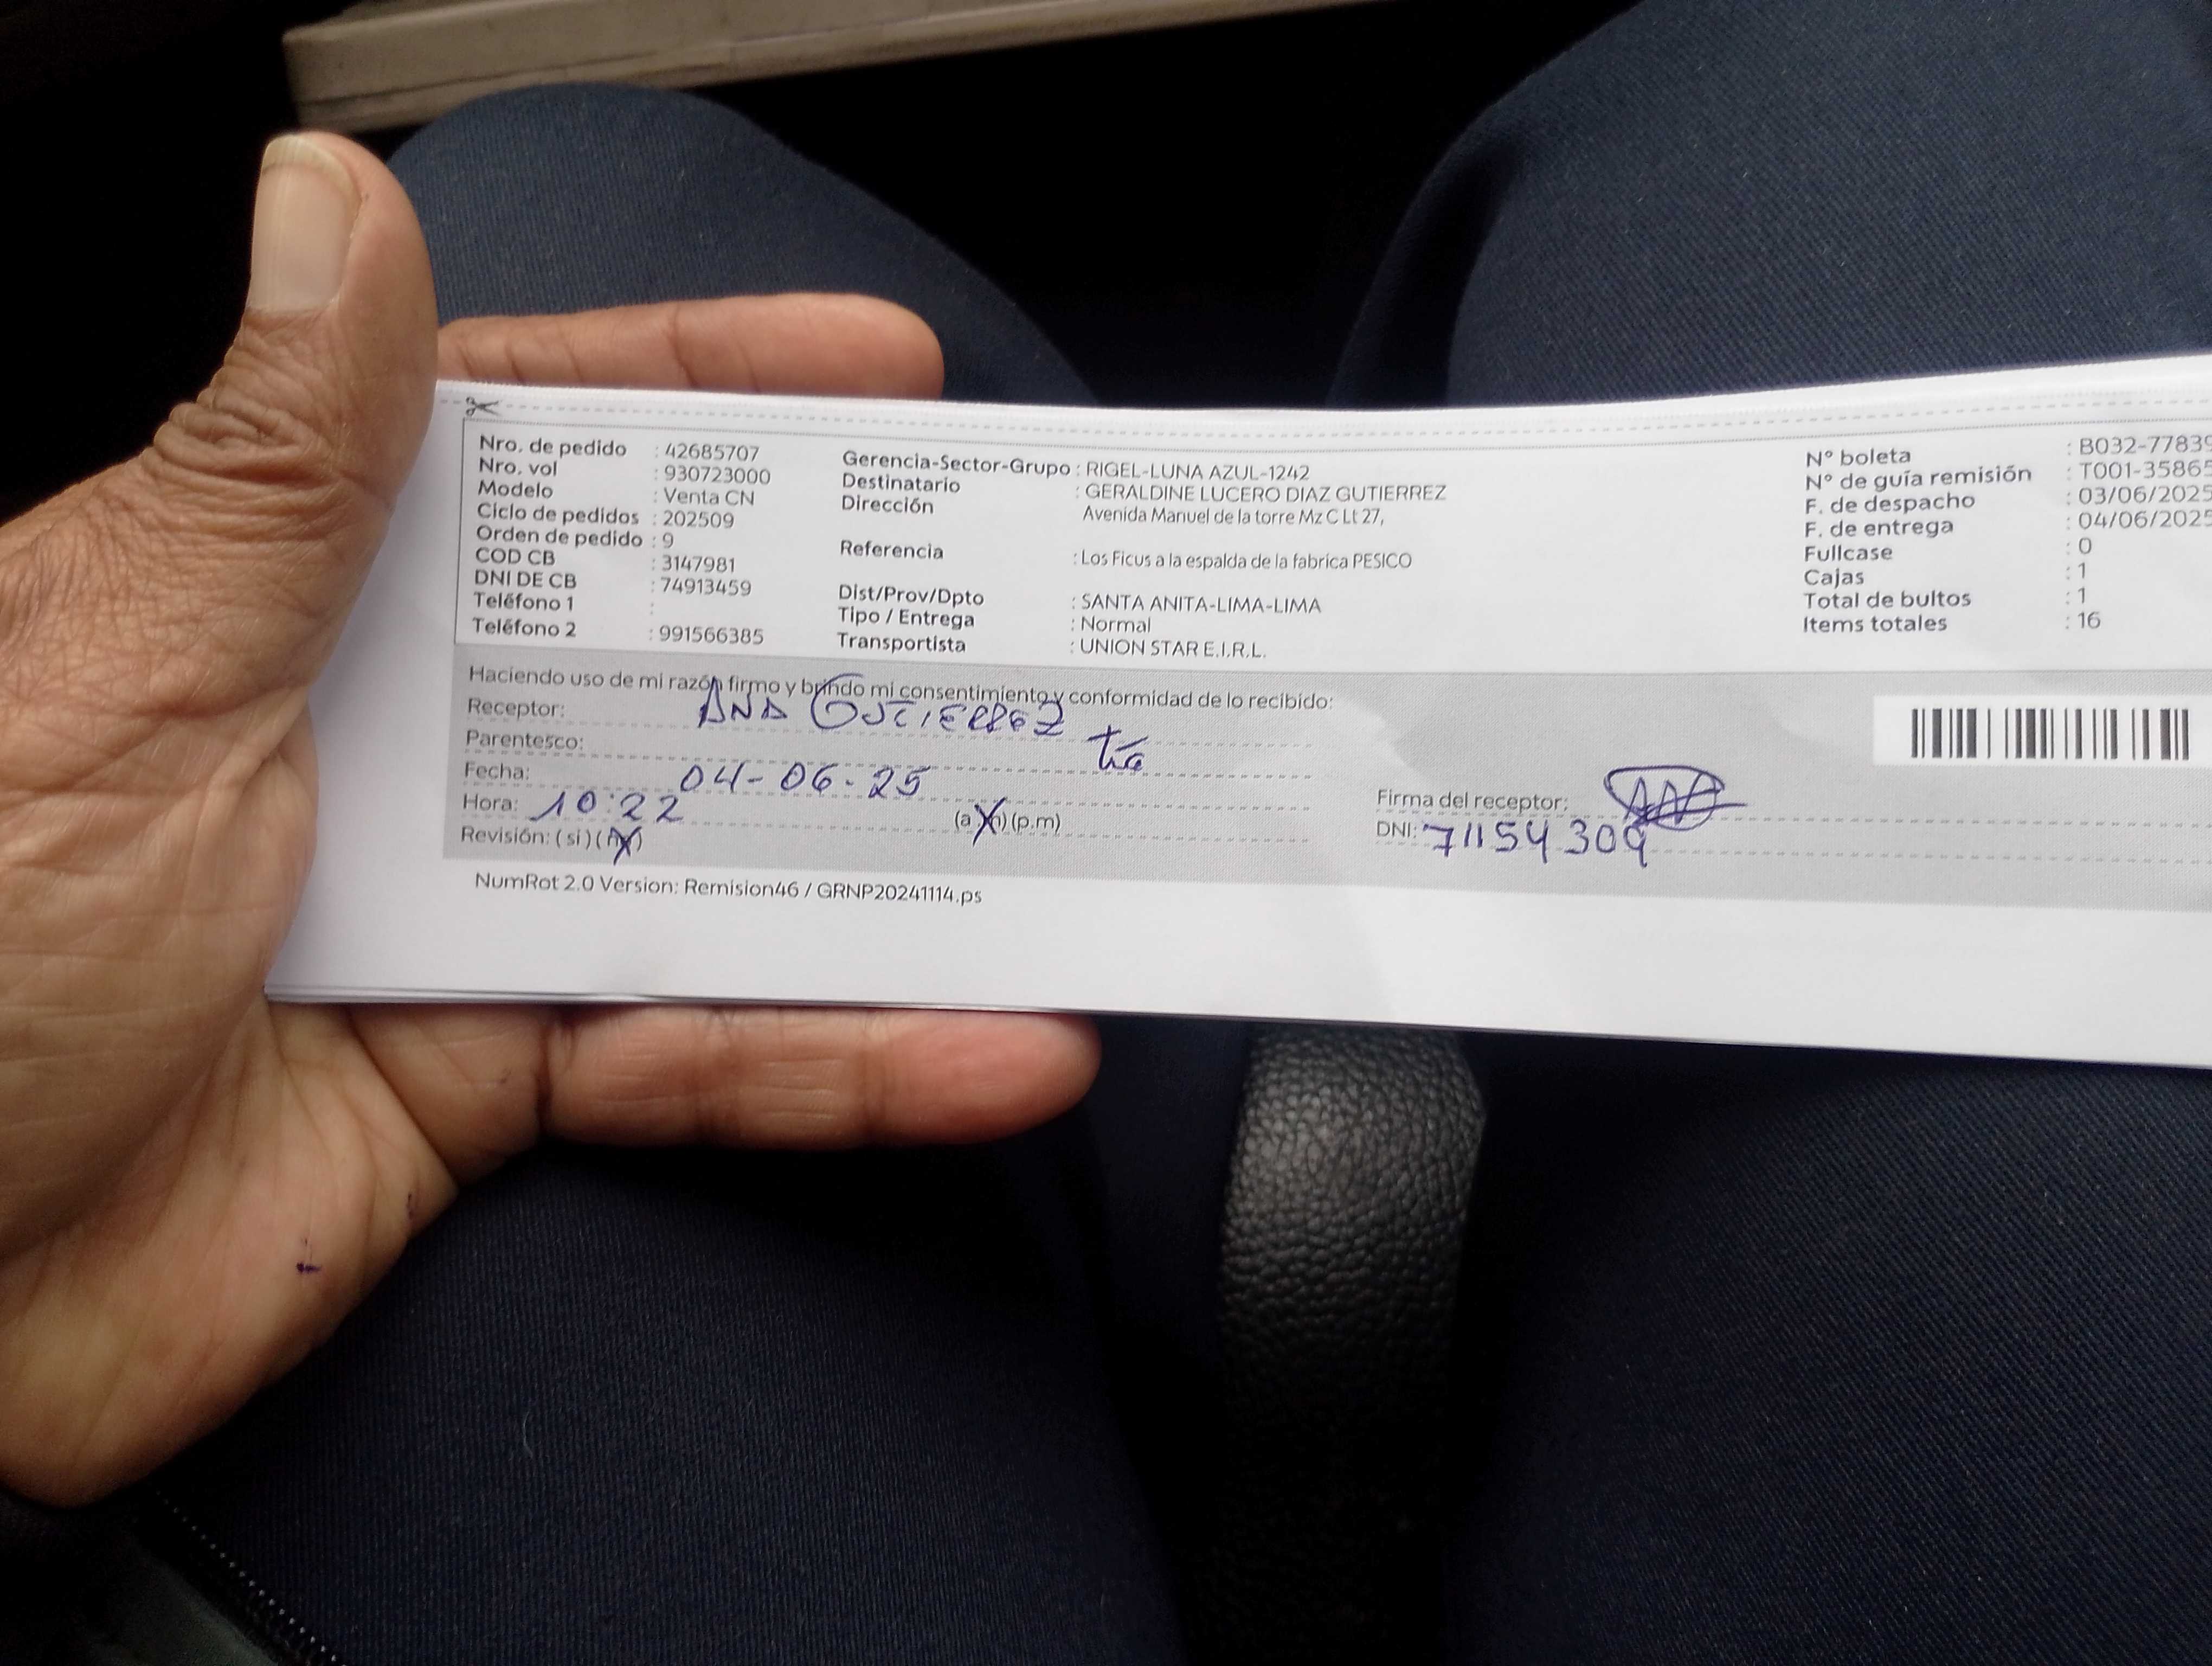 Nro. de pedido : 42685707
Nro. vol : 930723000
Modelo : Venta CN
Ciclo de pedidos : 202509
Orden de pedido : 9
COD CB : 3147981
DNI DE CB : 74913459
Teléfono 1 :
Teléfono 2 : 991566385
Gerencia-Sector-Grupo : RIGEL-LUNA AZUL-1242
Destinatario : GERALDINE LUCERO DIAZ GUTIERREZ
Dirección Avenida Manuel de la torre Mz C Lt 27,
Referencia : Los Ficus a la espalda de la fabrica PESICO
Dist/Prov/Dpto : SANTA ANITA-LIMA-LIMA
Tipo / Entrega : Normal
Transportista : UNION STAR E.I.R.L.
N° boleta : B032-77839
N° de guía remisión : T001-35865
F. de despacho : 03/06/2025
F. de entrega : 04/06/2025
Fullcase : 0
Cajas : 1
Total de bultos : 1
Items totales : 16
Haciendo uso de mi razón firmo y brindo mi consentimiento y conformidad de lo recibido:
Receptor: ANA GUTIERREZ
Parentesco: tía
Fecha: 04-06-25
Hora: 10:22 (a.m) (p.m)
Revisión: ( si ) ( no )
Firma del receptor:
DNI: 71154309
NumRot 2.0 Version: Remision46 / GRNP20241114.ps